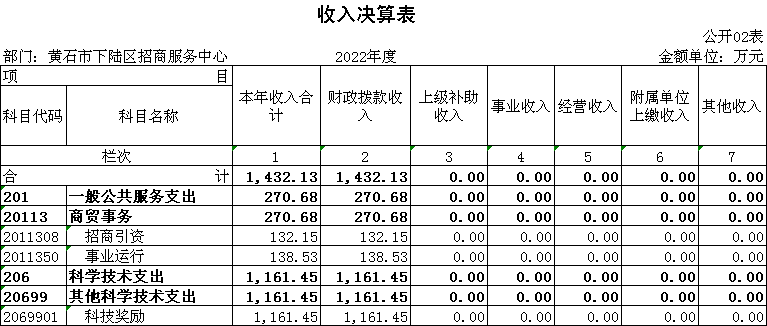 收入决算表
公开02表
部门：黄石市下陆区招商服务中心 2022年度 金额单位：万元
项 目 本年收入合计 财政拨款收入 上级补助收入 事业收入 经营收入 附属单位上缴收入 其他收入
科目代码 科目名称
栏次 1 2 3 4 5 6 7
合 计 1,432.13 1,432.13 0.00 0.00 0.00 0.00 0.00
201 一般公共服务支出 270.68 270.68 0.00 0.00 0.00 0.00 0.00
20113 商贸事务 270.68 270.68 0.00 0.00 0.00 0.00 0.00
2011308 招商引资 132.15 132.15 0.00 0.00 0.00 0.00 0.00
2011350 事业运行 138.53 138.53 0.00 0.00 0.00 0.00 0.00
206 科学技术支出 1,161.45 1,161.45 0.00 0.00 0.00 0.00 0.00
20699 其他科学技术支出 1,161.45 1,161.45 0.00 0.00 0.00 0.00 0.00
2069901 科技奖励 1,161.45 1,161.45 0.00 0.00 0.00 0.00 0.00